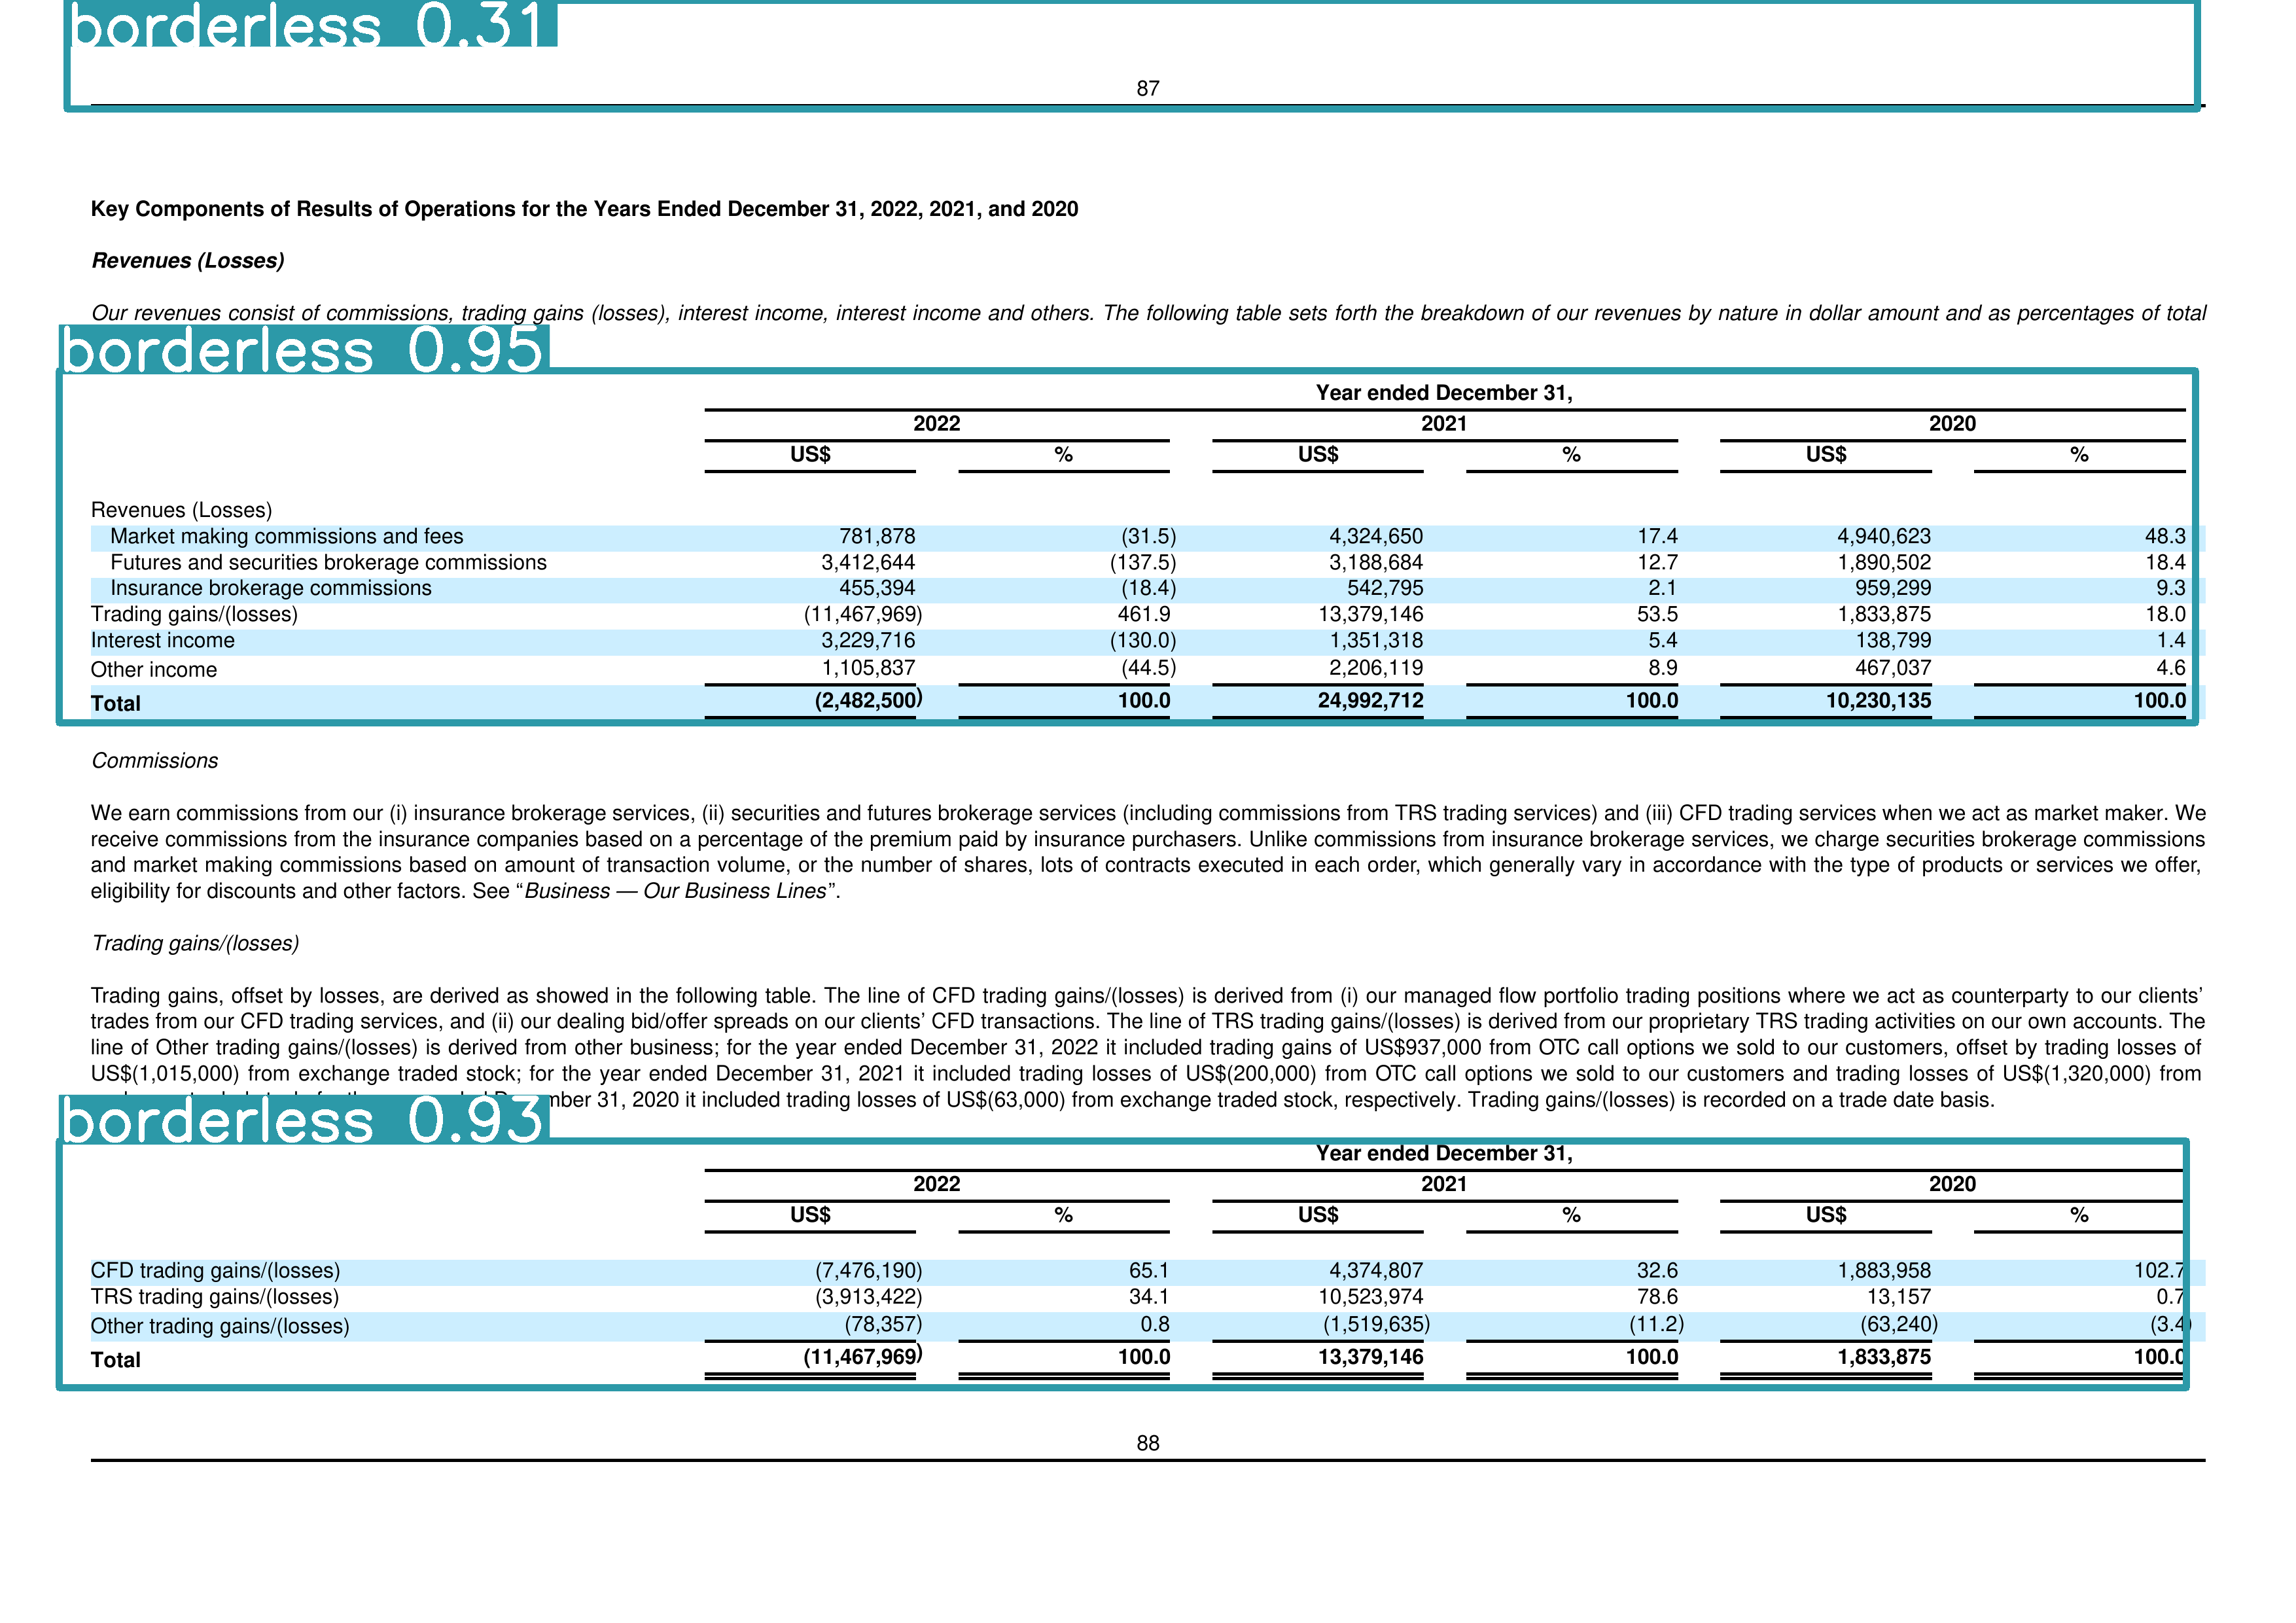 borderless 0.31
87
Key Components of Results of Operations for the Years Ended December 31, 2022, 2021, and 2020
Revenues (Losses)
Our revenues consist of commissions, trading gains (losses), interest income, interest income and others. The following table sets forth the breakdown of our revenues by nature in dollar amount and as percentages of total
borderless 0.95
Year ended December 31,
2022 2021 2020
US$ % US$ % US$ %
Revenues (Losses)
Market making commissions and fees 781,878 (31.5) 4,324,650 17.4 4,940,623 48.3
Futures and securities brokerage commissions 3,412,644 (137.5) 3,188,684 12.7 1,890,502 18.4
Insurance brokerage commissions 455,394 (18.4) 542,795 2.1 959,299 9.3
Trading gains/(losses) (11,467,969) 461.9 13,379,146 53.5 1,833,875 18.0
Interest income 3,229,716 (130.0) 1,351,318 5.4 138,799 1.4
Other income 1,105,837 (44.5) 2,206,119 8.9 467,037 4.6
Total (2,482,500) 100.0 24,992,712 100.0 10,230,135 100.0
Commissions
We earn commissions from our (i) insurance brokerage services, (ii) securities and futures brokerage services (including commissions from TRS trading services) and (iii) CFD trading services when we act as market maker. We
receive commissions from the insurance companies based on a percentage of the premium paid by insurance purchasers. Unlike commissions from insurance brokerage services, we charge securities brokerage commissions
and market making commissions based on amount of transaction volume, or the number of shares, lots of contracts executed in each order, which generally vary in accordance with the type of products or services we offer,
eligibility for discounts and other factors. See “Business — Our Business Lines”.
Trading gains/(losses)
Trading gains, offset by losses, are derived as showed in the following table. The line of CFD trading gains/(losses) is derived from (i) our managed flow portfolio trading positions where we act as counterparty to our clients’
trades from our CFD trading services, and (ii) our dealing bid/offer spreads on our clients’ CFD transactions. The line of TRS trading gains/(losses) is derived from our proprietary TRS trading activities on our own accounts. The
line of Other trading gains/(losses) is derived from other business; for the year ended December 31, 2022 it included trading gains of US$937,000 from OTC call options we sold to our customers, offset by trading losses of
US$(1,015,000) from exchange traded stock; for the year ended December 31, 2021 it included trading losses of US$(200,000) from OTC call options we sold to our customers and trading losses of US$(1,320,000) from
31, 2020 it included trading losses of US$(63,000) from exchange traded stock, respectively. Trading gains/(losses) is recorded on a trade date basis.
borderless 0.93
Year ended December 31,
2022 2021 2020
US$ % US$ % US$ %
CFD trading gains/(losses) (7,476,190) 65.1 4,374,807 32.6 1,883,958 102.7
TRS trading gains/(losses) (3,913,422) 34.1 10,523,974 78.6 13,157 0.7
Other trading gains/(losses) (78,357) 0.8 (1,519,635) (11.2) (63,240) (3.4)
Total (11,467,969) 100.0 13,379,146 100.0 1,833,875 100.0
88